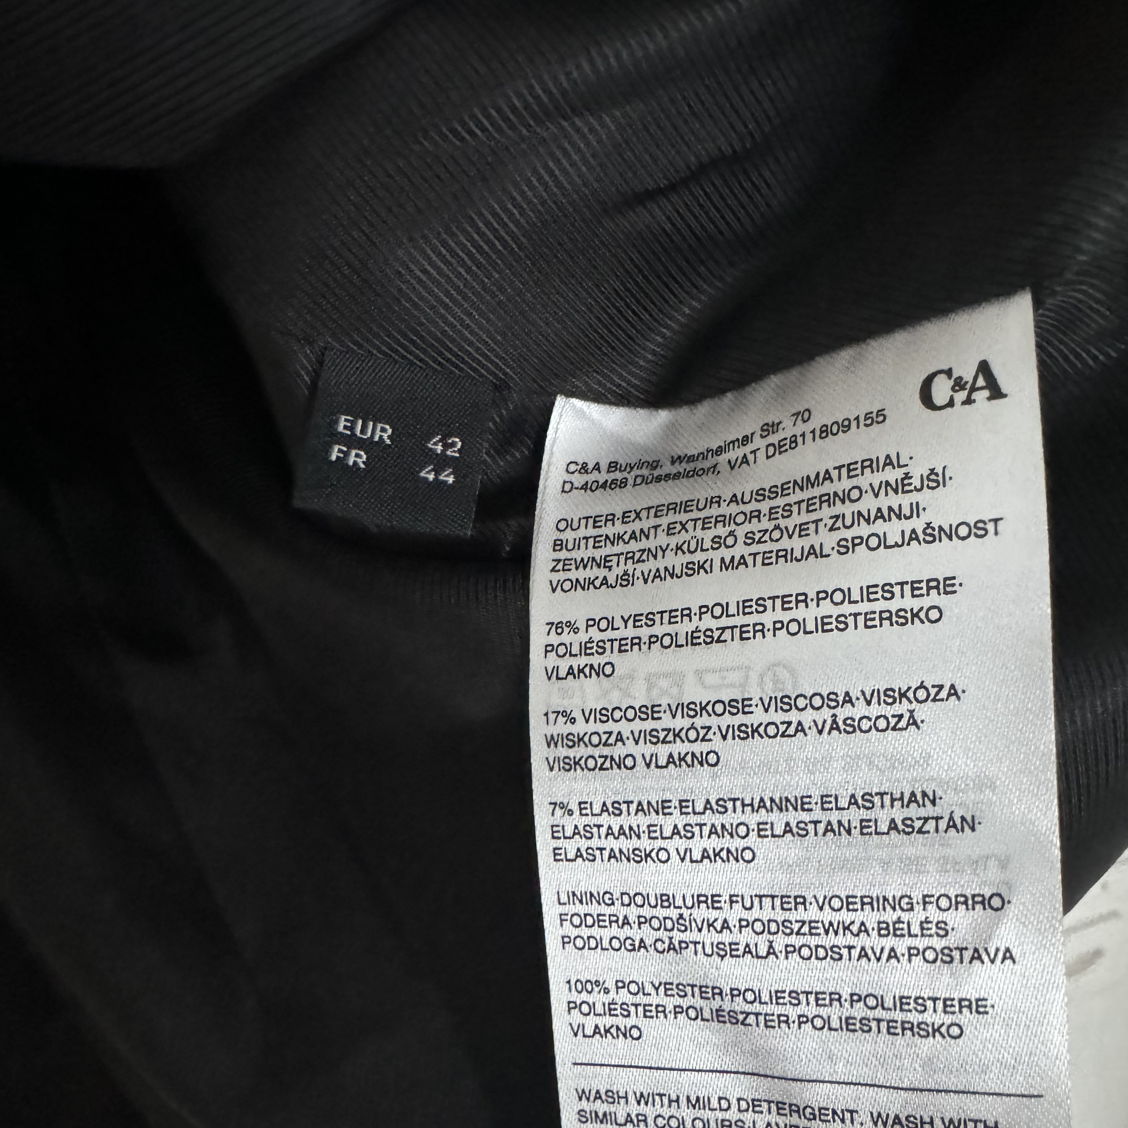 EUR 42
FR 44
C&A
C&A Buying, Wanheimer Str. 70
D-40468 Düsseldorf, VAT DE811809155
OUTER·EXTERIEUR·AUSSENMATERIAL·
BUITENKANT·EXTERIOR·ESTERNO·VNĚJŠÍ·
ZEWNĘTRZNY·KÜLSŐ SZÖVET·ZUNANJI·
VONKAJŠÍ·VANJSKI MATERIJAL·SPOLJAŠNOST
76% POLYESTER·POLIESTER·POLIESTERE·
POLIÉSTER·POLIÉSZTER·POLIESTERSKO
VLAKNO
17% VISCOSE·VISKOSE·VISCOSA·VISKÓZA·
WISKOZA·VISZKÓZ·VISKOZA·VÂSCOZĂ·
VISKOZNO VLAKNO
7% ELASTANE·ELASTHANNE·ELASTHAN·
ELASTAAN·ELASTANO·ELASTAN·ELASZTÁN·
ELASTANSKO VLAKNO
LINING·DOUBLURE·FUTTER·VOERING·FORRO·
FODERA·PODŠÍVKA·PODSZEWKA·BÉLÉS·
PODLOGA·CĂPTUȘEALĂ·PODSTAVA·POSTAVA
100% POLYESTER·POLIESTER·POLIESTERE·
POLIÉSTER·POLIÉSZTER·POLIESTERSKO
VLAKNO
WASH WITH MILD DETERGENT, WASH WITH
SIMILAR COLOURS